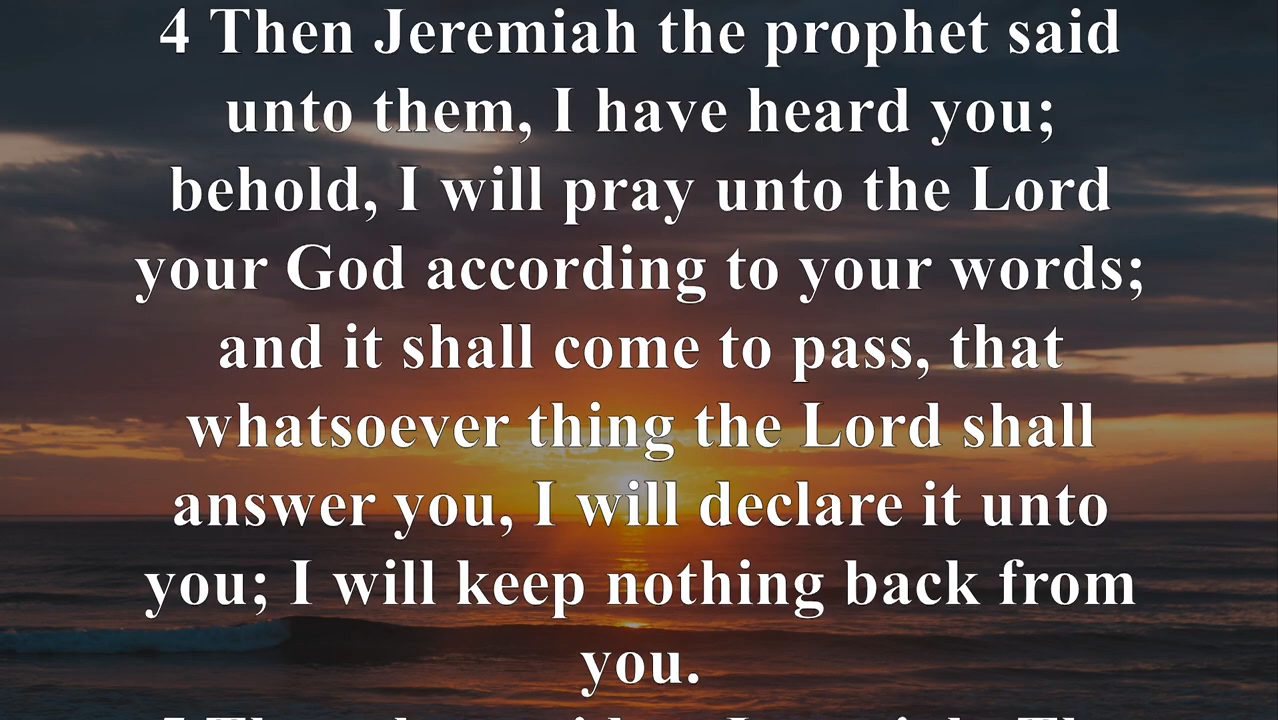 4 Then Jeremiah the prophet said
unto them, I have heard you;
behold, I will pray unto the Lord
your God according to your words;
and it shall come to pass, that
whatsoever thing the Lord shall
answer you, I will declare it unto
you; I will keep nothing back from
you.